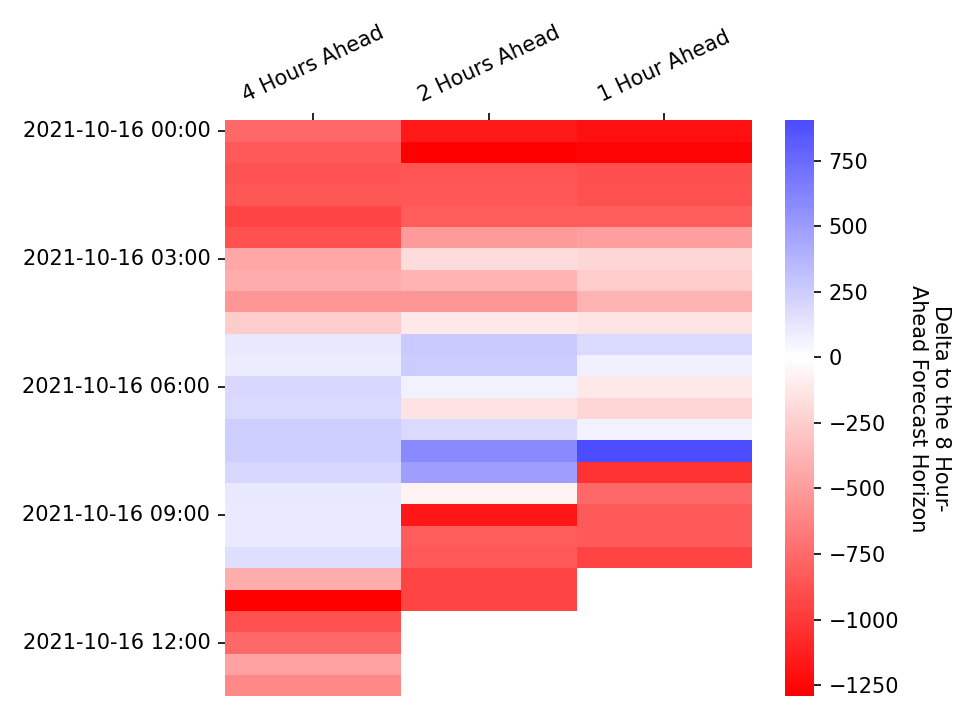 4 Hours Ahead
2 Hours Ahead
1 Hour Ahead
2021-10-16 00:00
2021-10-16 03:00
2021-10-16 06:00
2021-10-16 09:00
2021-10-16 12:00
750
500
250
0
−250
−500
−750
−1000
−1250
Delta to the 8 Hour-
Ahead Forecast Horizon